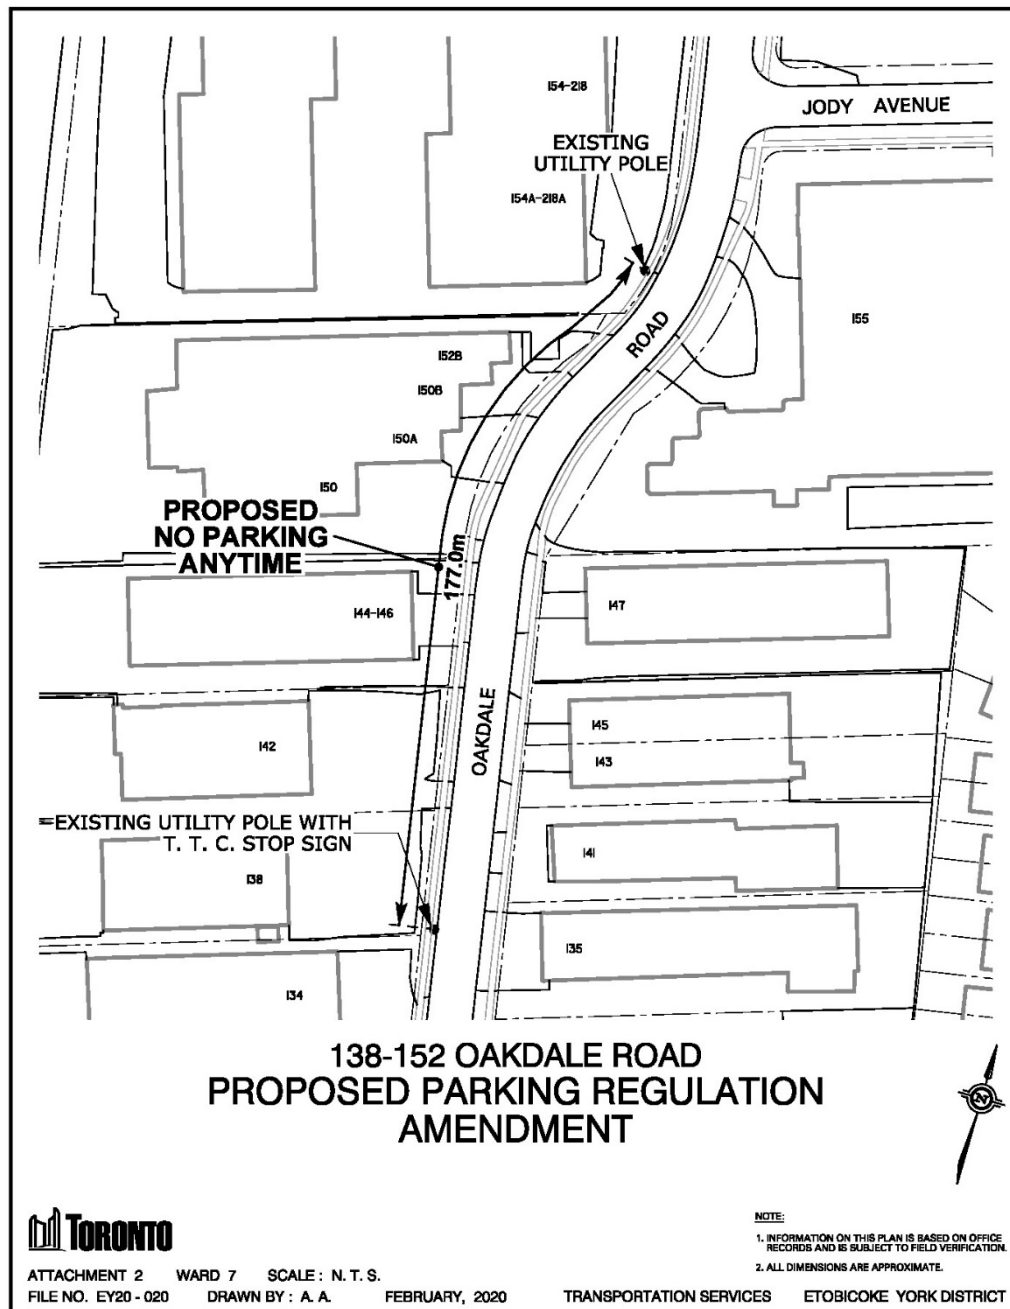 154-218
JODY AVENUE
EXISTING
UTILITY POLE
154A-218A
155
ROAD
152B
150B
150A
150
PROPOSED
NO PARKING
ANYTIME
177.0m
144-146
147
OAKDALE
142
145
143
EXISTING UTILITY POLE WITH
T. T. C. STOP SIGN
138
141
135
134
138-152 OAKDALE ROAD
PROPOSED PARKING REGULATION
AMENDMENT
N
TORONTO
NOTE:
1. INFORMATION ON THIS PLAN IS BASED ON OFFICE
RECORDS AND IS SUBJECT TO FIELD VERIFICATION.
2. ALL DIMENSIONS ARE APPROXIMATE.
ATTACHMENT 2 WARD 7 SCALE : N. T. S.
FILE NO. EY20 - 020 DRAWN BY : A. A. FEBRUARY, 2020 TRANSPORTATION SERVICES ETOBICOKE YORK DISTRICT